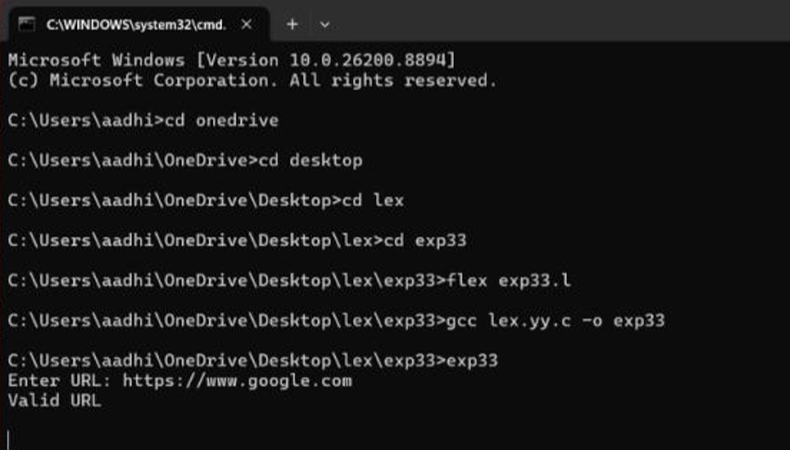 C:\WINDOWS\system32\cmd.
Microsoft Windows [Version 10.0.26200.8894]
(c) Microsoft Corporation. All rights reserved.
C:\Users\aadhi>cd onedrive
C:\Users\aadhi\OneDrive>cd desktop
C:\Users\aadhi\OneDrive\Desktop>cd lex
C:\Users\aadhi\OneDrive\Desktop\lex>cd exp33
C:\Users\aadhi\OneDrive\Desktop\lex\exp33>flex exp33.l
C:\Users\aadhi\OneDrive\Desktop\lex\exp33>gcc lex.yy.c -o exp33
C:\Users\aadhi\OneDrive\Desktop\lex\exp33>exp33
Enter URL: https://www.google.com
Valid URL